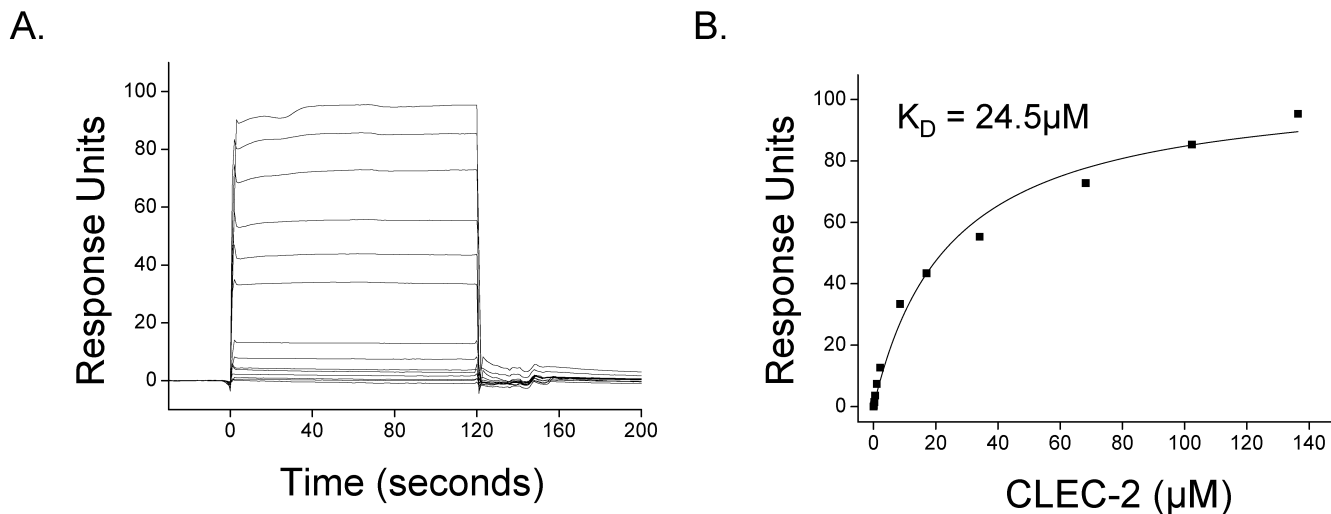 A.
Response Units
100
80
60
40
20
0
0 40 80 120 160 200
Time (seconds)
B.
Response Units
100
80
60
40
20
0
K_D = 24.5µM
0 20 40 60 80 100 120 140
CLEC-2 (µM)